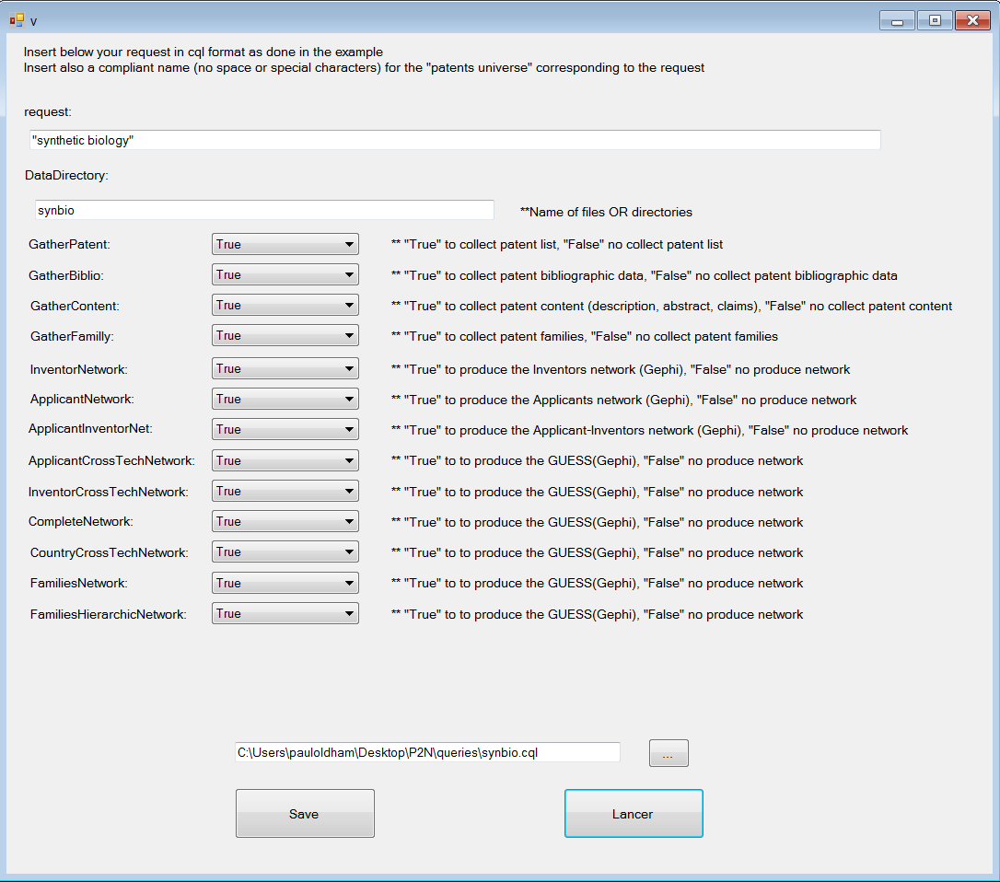 v
Insert below your request in cql format as done in the example
Insert also a compliant name (no space or special characters) for the "patents universe" corresponding to the request
request:
"synthetic biology"
DataDirectory:
synbio **Name of files OR directories
GatherPatent: True ** "True" to collect patent list, "False" no collect patent list
GatherBiblio: True ** "True" to collect patent bibliographic data, "False" no collect patent bibliographic data
GatherContent: True ** "True" to collect patent content (description, abstract, claims), "False" no collect patent content
GatherFamilly: True ** "True" to collect patent families, "False" no collect patent families
InventorNetwork: True ** "True" to produce the Inventors network (Gephi), "False" no produce network
ApplicantNetwork: True ** "True" to produce the Applicants network (Gephi), "False" no produce network
ApplicantInventorNet: True ** "True" to produce the Applicant-Inventors network (Gephi), "False" no produce network
ApplicantCrossTechNetwork: True ** "True" to to produce the GUESS(Gephi), "False" no produce network
InventorCrossTechNetwork: True ** "True" to to produce the GUESS(Gephi), "False" no produce network
CompleteNetwork: True ** "True" to to produce the GUESS(Gephi), "False" no produce network
CountryCrossTechNetwork: True ** "True" to to produce the GUESS(Gephi), "False" no produce network
FamiliesNetwork: True ** "True" to to produce the GUESS(Gephi), "False" no produce network
FamiliesHierarchicNetwork: True ** "True" to to produce the GUESS(Gephi), "False" no produce network
C:\Users\pauloldham\Desktop\P2N\queries\synbio.cql ...
Save Lancer